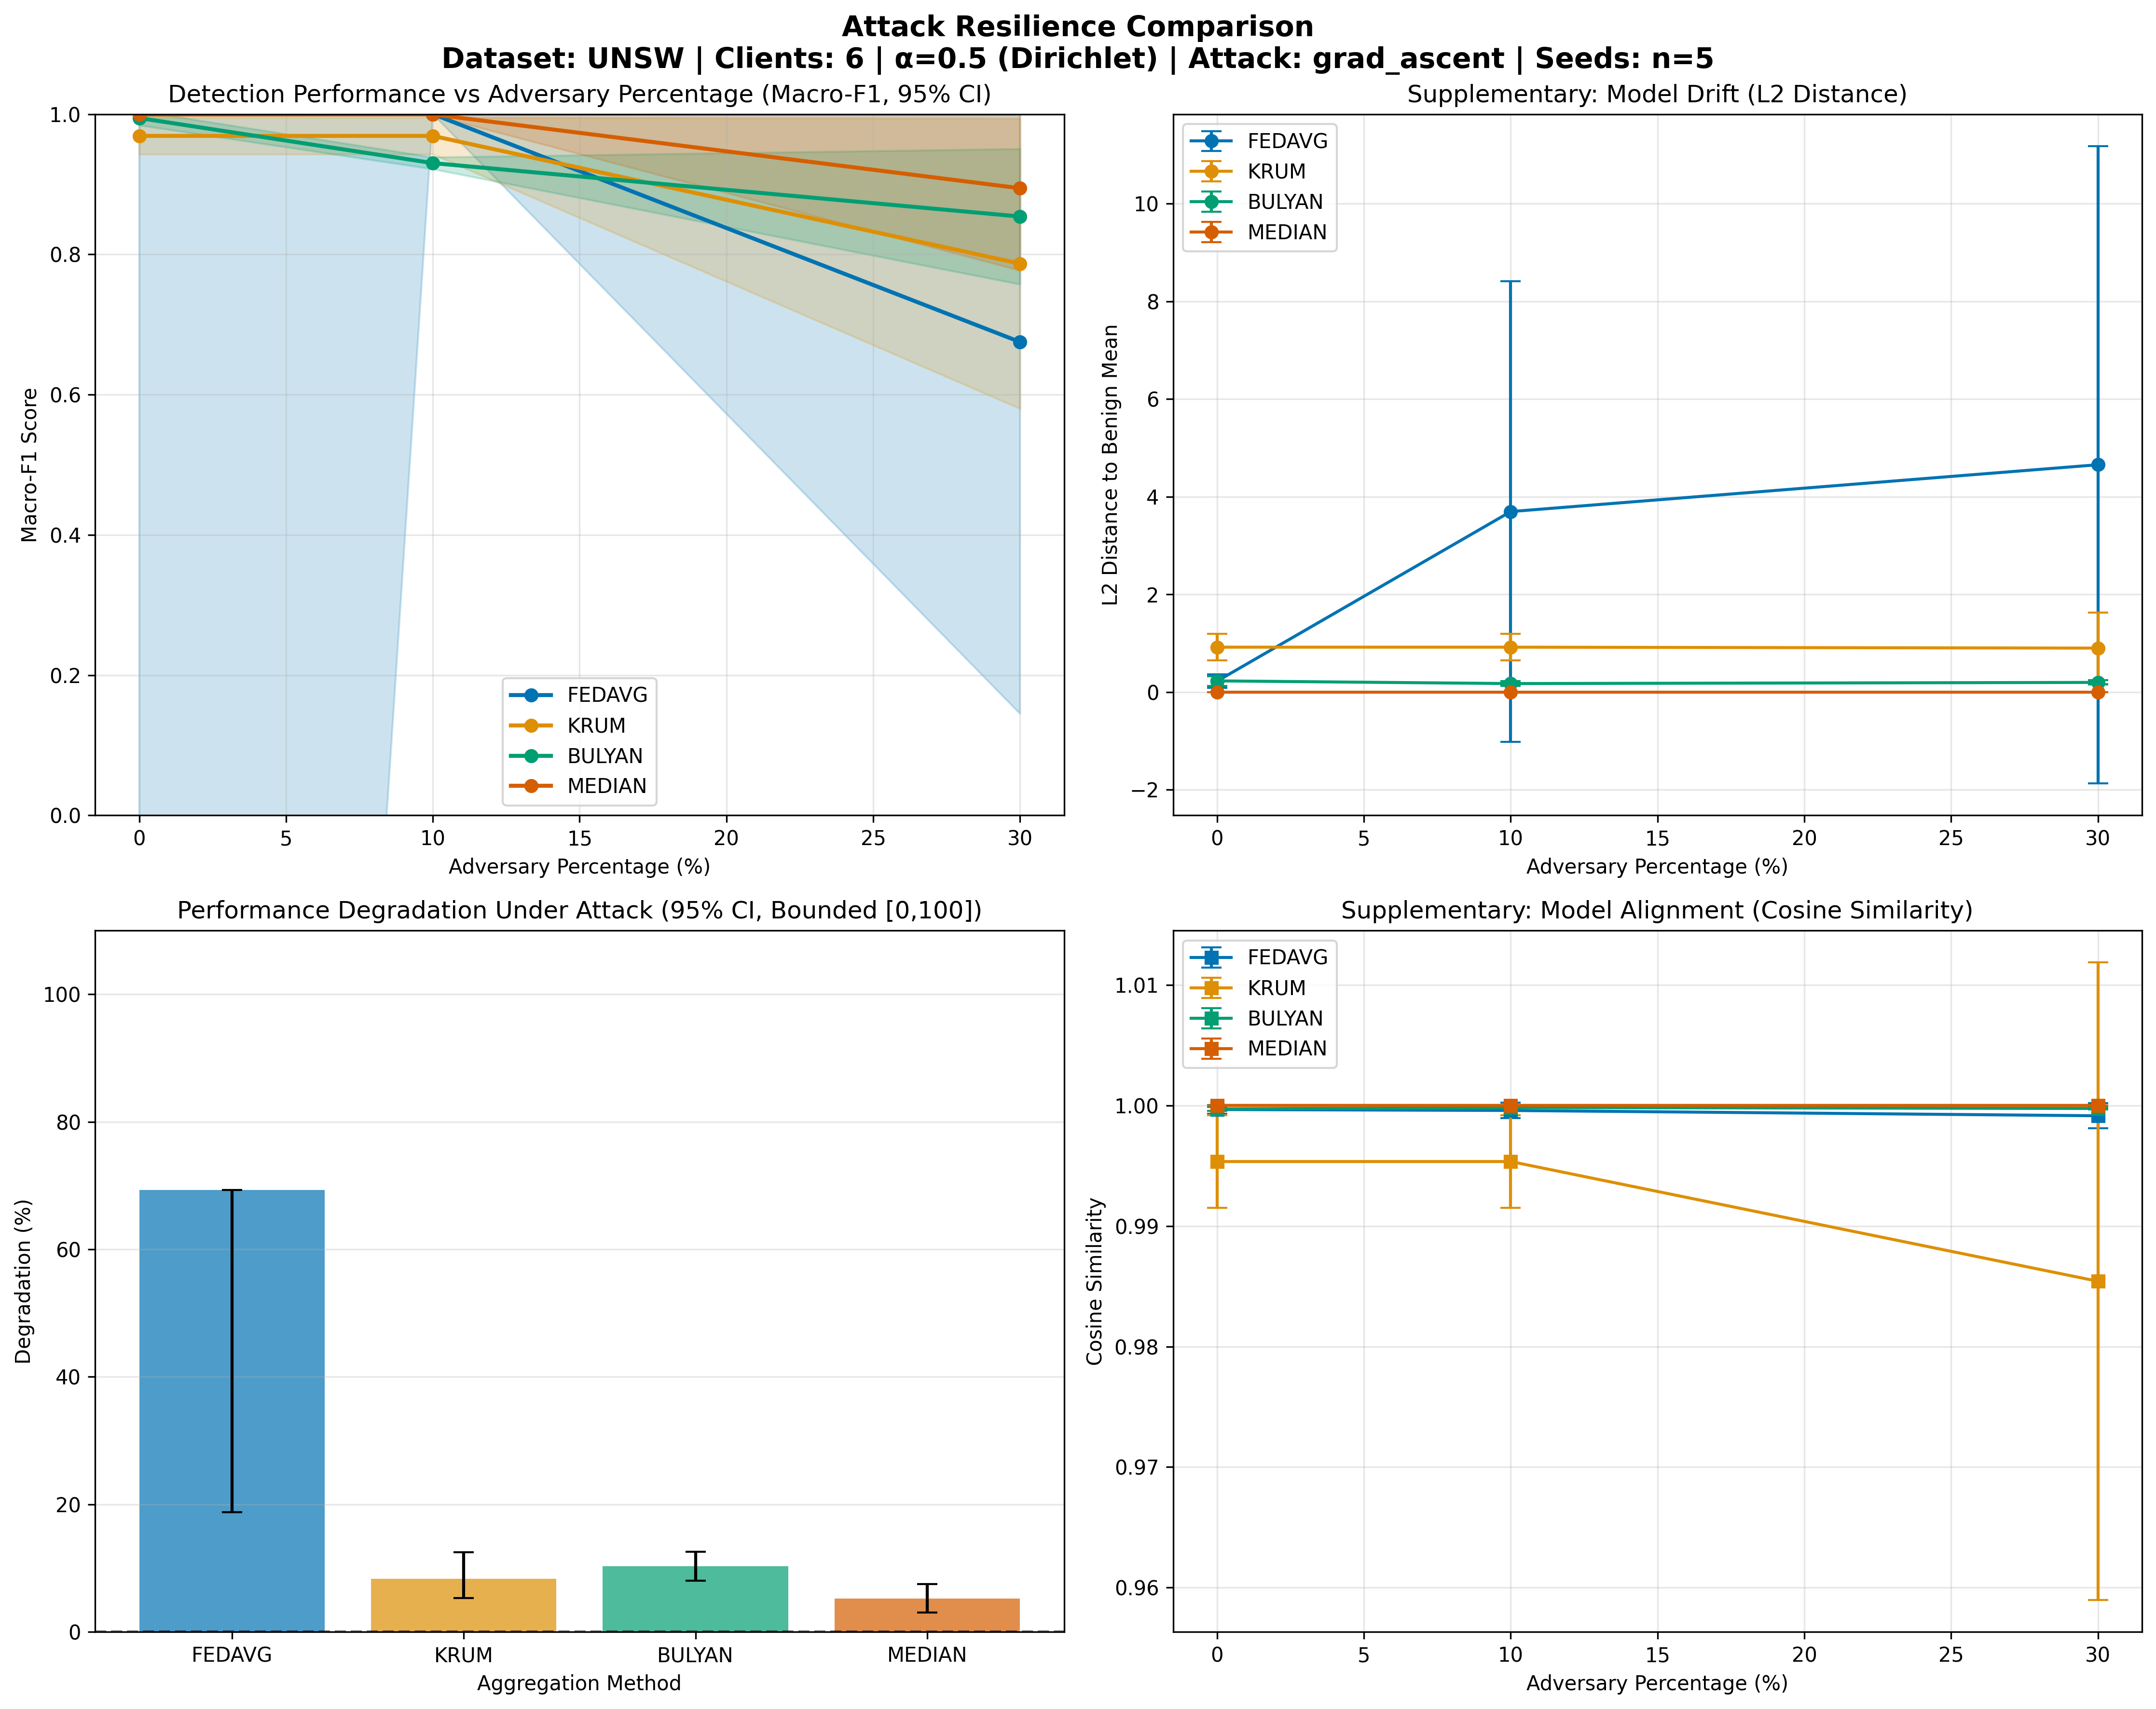 Attack Resilience Comparison
Dataset: UNSW | Clients: 6 | α=0.5 (Dirichlet) | Attack: grad_ascent | Seeds: n=5
Detection Performance vs Adversary Percentage (Macro-F1, 95% CI)
1.0
0.8
0.6
0.4
0.2
0.0
Macro-F1 Score
FEDAVG
KRUM
BULYAN
MEDIAN
0 5 10 15 20 25 30
Adversary Percentage (%)
Supplementary: Model Drift (L2 Distance)
FEDAVG
KRUM
BULYAN
MEDIAN
10
8
6
4
2
0
−2
L2 Distance to Benign Mean
0 5 10 15 20 25 30
Adversary Percentage (%)
Performance Degradation Under Attack (95% CI, Bounded [0,100])
100
80
60
40
20
0
Degradation (%)
FEDAVG KRUM BULYAN MEDIAN
Aggregation Method
Supplementary: Model Alignment (Cosine Similarity)
FEDAVG
KRUM
BULYAN
MEDIAN
1.01
1.00
0.99
0.98
0.97
0.96
Cosine Similarity
0 5 10 15 20 25 30
Adversary Percentage (%)